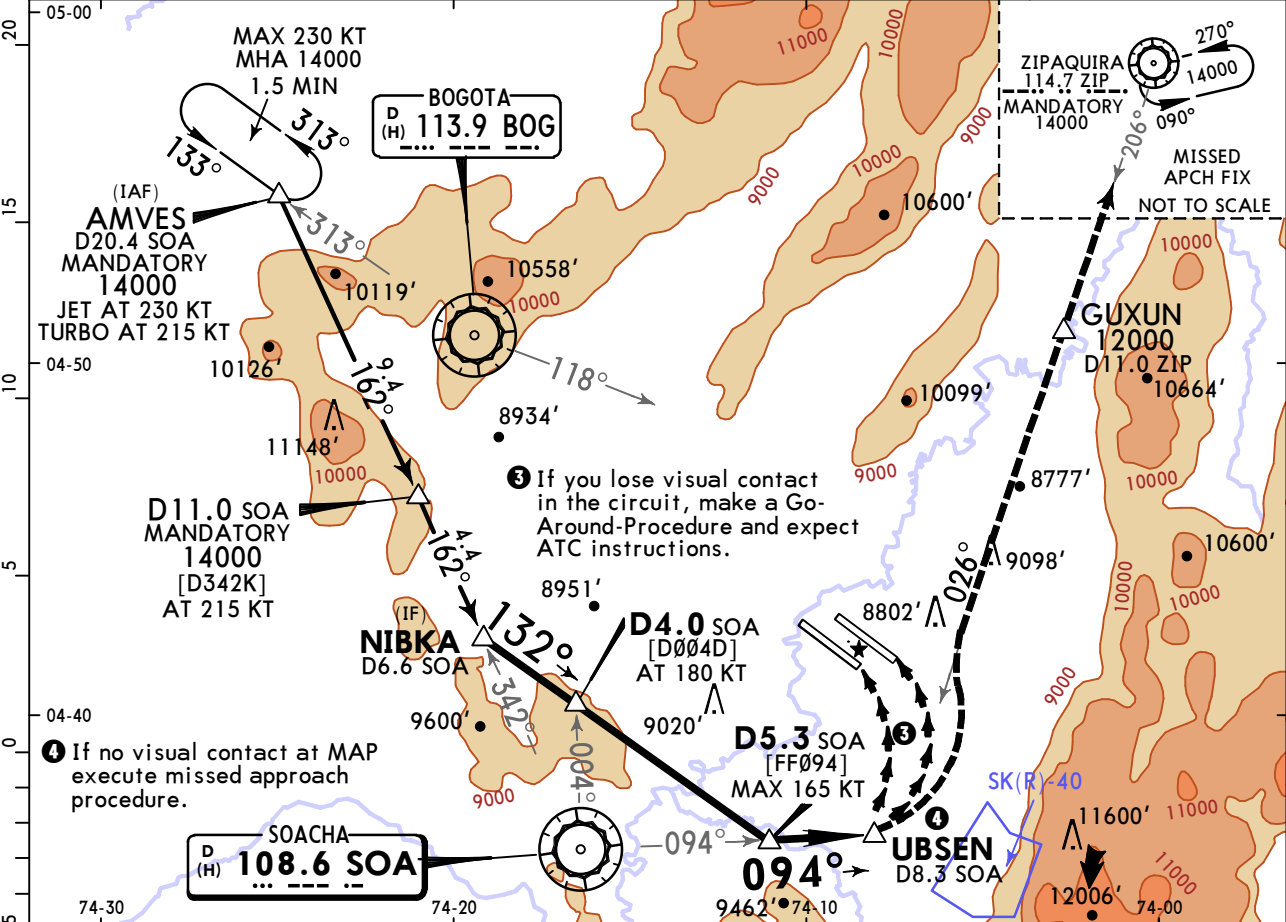 05-00
20
MAX 230 KT
MHA 14000
1.5 MIN
313°
133°
BOGOTA
D
(H) 113.9 BOG
11000
10000
9000
10000
9000
10600'
ZIPAQUIRA
114.7 ZIP
MANDATORY
14000
270°
14000
090°
206°
MISSED
APCH FIX
NOT TO SCALE
15
(IAF)
AMVES
D20.4 SOA
MANDATORY
14000
JET AT 230 KT
TURBO AT 215 KT
313°
10119'
10558'
10000
10000
10126'
04-50
10
9.4
162°
118°
GUXUN
12000
D11.0 ZIP
10664'
10099'
8934'
11148'
10000
9000
10000
8777'
3 If you lose visual contact
in the circuit, make a Go-
Around-Procedure and expect
ATC instructions.
D11.0 SOA
MANDATORY
14000
[D342K]
AT 215 KT
4.4
162°
5
8951'
8802'
026°
9098'
10600'
10000
10000
(IF)
NIBKA
D6.6 SOA
132°
D4.0 SOA
[DØØ4D]
AT 180 KT
342°
9600'
9020'
9000
04-40
0
4 If no visual contact at MAP
execute missed approach
procedure.
9000
004°
D5.3 SOA
[FFØ94]
MAX 165 KT
3
SK(R)-40
11000
11600'
4
UBSEN
D8.3 SOA
SOACHA
D
(H) 108.6 SOA
094°
094°
11000
12006'
9462'
5
74-30
74-20
74-10
74-00